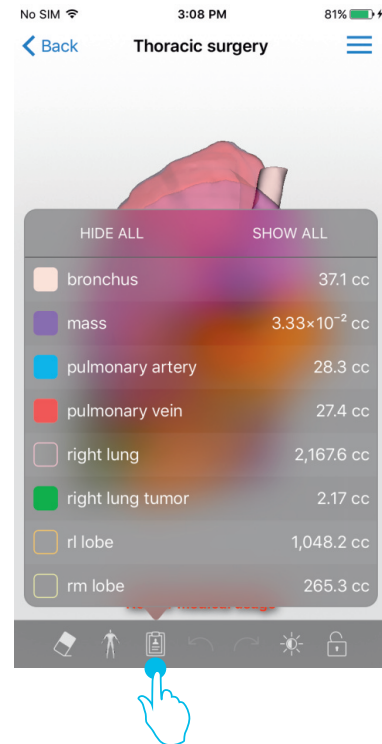 No SIM 3:08 PM 81%
Back Thoracic surgery
HIDE ALL SHOW ALL
bronchus 37.1 cc
mass 3.33×10⁻² cc
pulmonary artery 28.3 cc
pulmonary vein 27.4 cc
right lung 2,167.6 cc
right lung tumor 2.17 cc
rl lobe 1,048.2 cc
rm lobe 265.3 cc